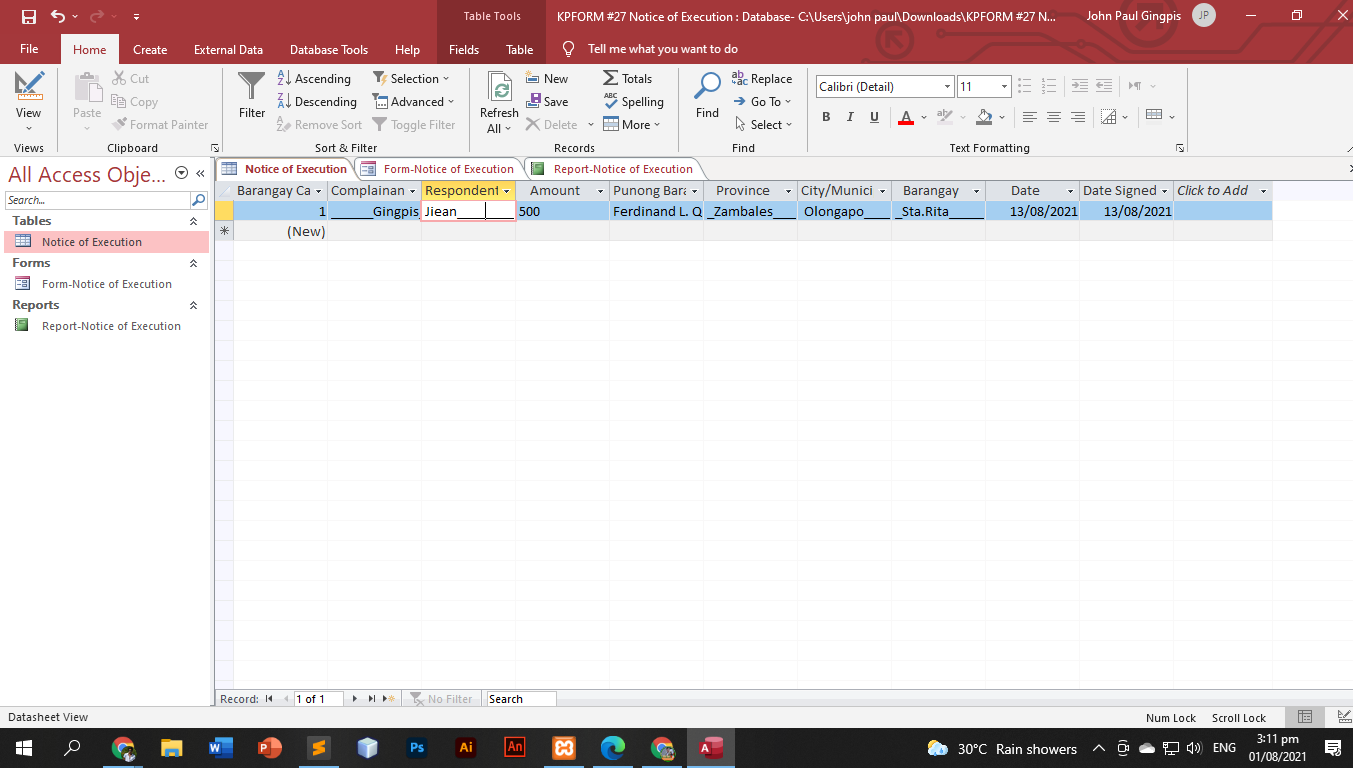 Table Tools
KPFORM #27 Notice of Execution : Database- C:\Users\john paul\Downloads\KPFORM #27 N...
John Paul Gingpis
JP
File
Home
Create
External Data
Database Tools
Help
Fields
Table
Tell me what you want to do
View
Views
Paste
Cut
Copy
Format Painter
Clipboard
Filter
Ascending
Descending
Remove Sort
Selection
Advanced
Toggle Filter
Sort & Filter
Refresh
All
New
Save
Delete
Totals
Spelling
More
Records
Find
Replace
Go To
Select
Find
Calibri (Detail)
11
B I U
Text Formatting
All Access Obje...
Search...
Tables
Notice of Execution
Forms
Form-Notice of Execution
Reports
Report-Notice of Execution
Notice of Execution
Form-Notice of Execution
Report-Notice of Execution
Barangay Ca Complainan Respondent Amount Punong Bara Province City/Munici Barangay Date Date Signed Click to Add
1 ______Gingpis Jiean________ 500 Ferdinand L. Q _Zambales___ Olongapo____ _Sta.Rita_____ 13/08/2021 13/08/2021
(New)
Record: 1 of 1 No Filter Search
Datasheet View
Num Lock Scroll Lock
30°C Rain showers
ENG
3:11 pm
01/08/2021